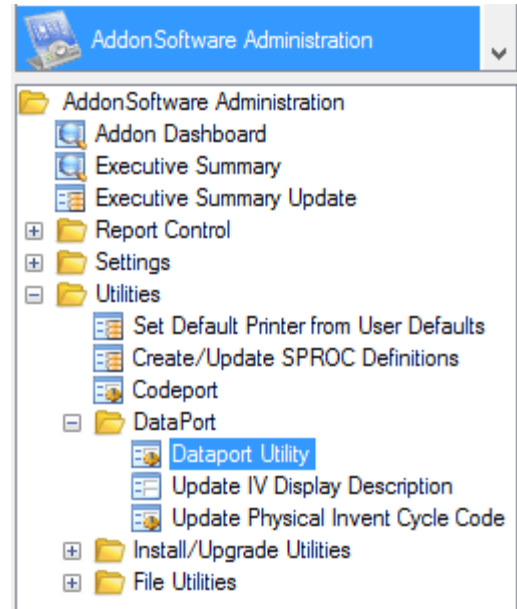 AddonSoftware Administration
AddonSoftware Administration
Addon Dashboard
Executive Summary
Executive Summary Update
Report Control
Settings
Utilities
Set Default Printer from User Defaults
Create/Update SPROC Definitions
Codeport
DataPort
Dataport Utility
Update IV Display Description
Update Physical Invent Cycle Code
Install/Upgrade Utilities
File Utilities